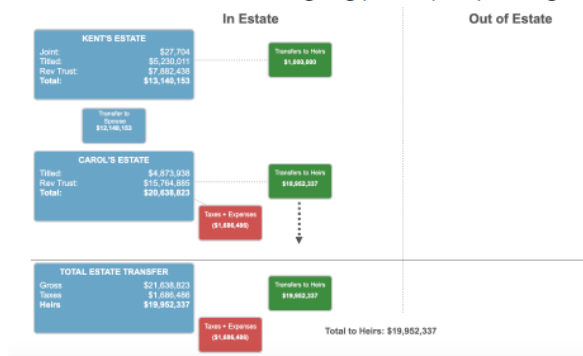 In Estate
Out of Estate
KENT'S ESTATE
Joint: $27,704
Titled: $5,230,011
Rev Trust: $7,882,438
Total: $13,140,153
Transfers to Heirs
Transfer to
Spouse
$12,140,153
CAROL'S ESTATE
Titled: $4,873,938
Rev Trust: $15,764,885
Total: $20,638,823
Transfers to Heirs
$18,952,337
Taxes + Expenses
($1,686,486)
TOTAL ESTATE TRANSFER
Gross $21,638,823
Taxes $1,686,486
Heirs $19,952,337
Transfers to Heirs
$19,952,337
Taxes + Expenses
($1,686,486)
Total to Heirs: $19,952,337